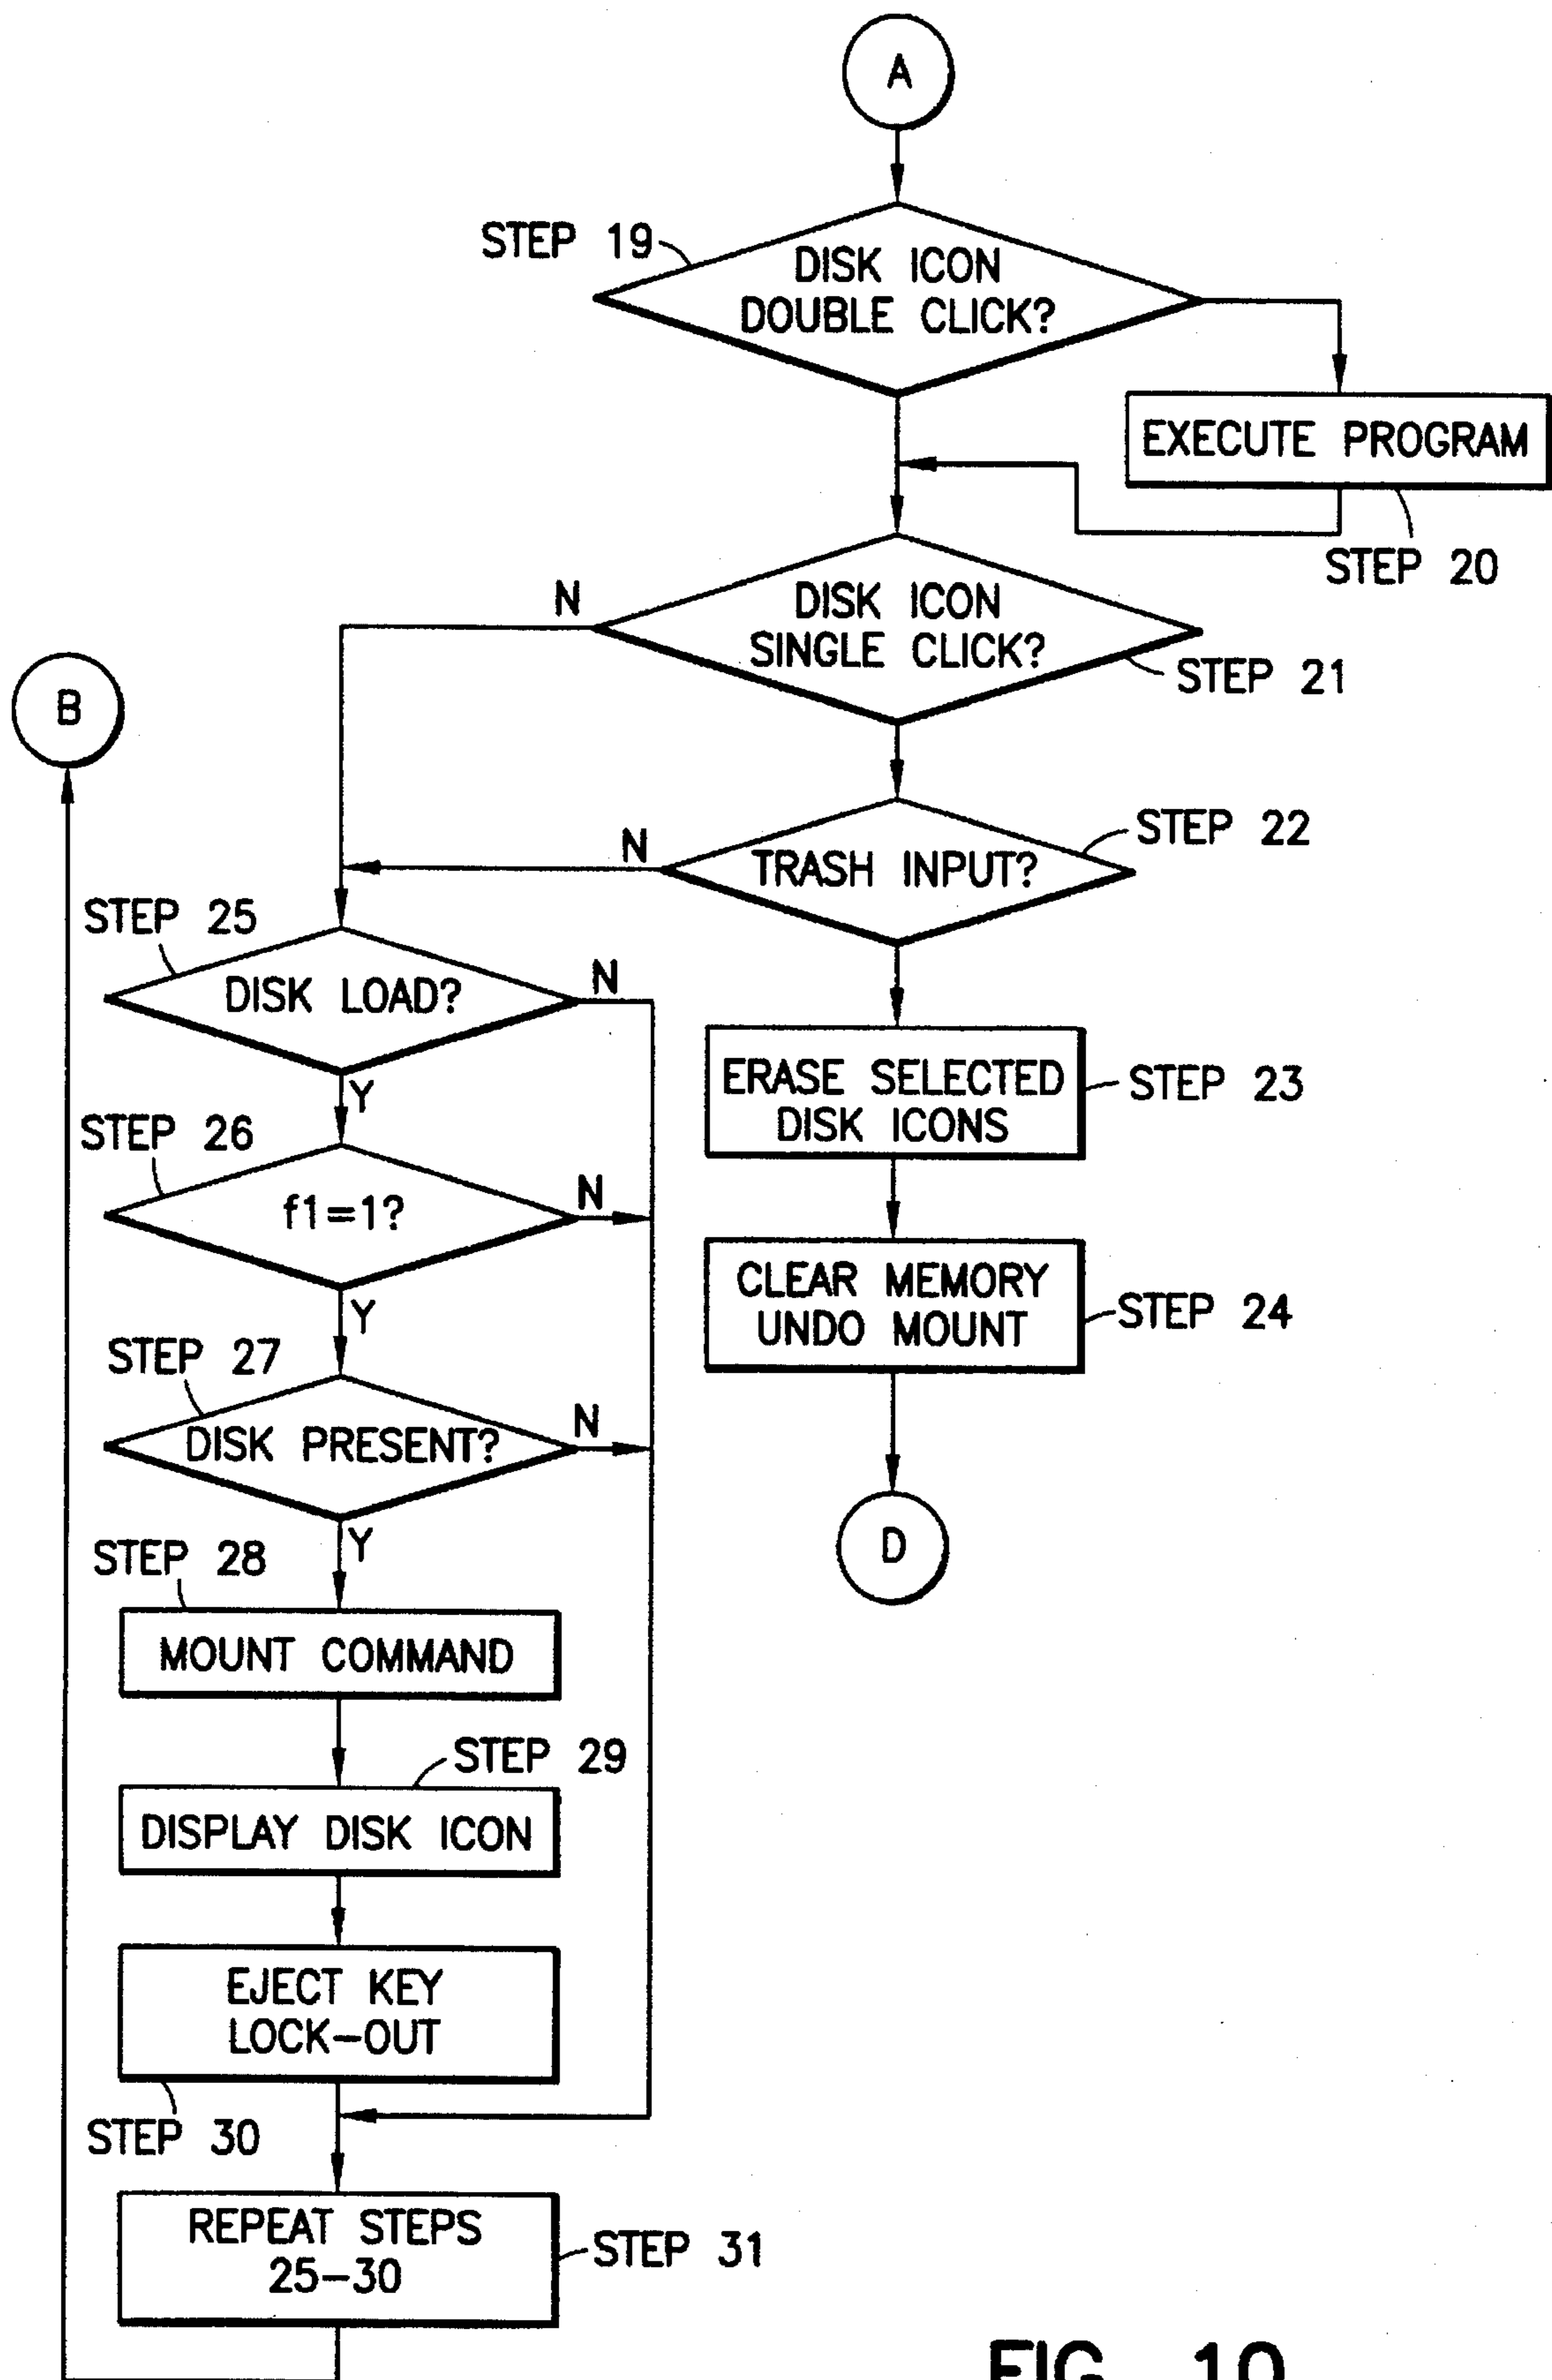 A
STEP 19
DISK ICON
DOUBLE CLICK?
EXECUTE PROGRAM
STEP 20
N
DISK ICON
SINGLE CLICK?
STEP 21
B
N
TRASH INPUT?
STEP 22
STEP 25
DISK LOAD?
N
Y
ERASE SELECTED
DISK ICONS
STEP 23
STEP 26
f1=1?
N
Y
CLEAR MEMORY
UNDO MOUNT
STEP 24
STEP 27
DISK PRESENT?
N
Y
D
STEP 28
MOUNT COMMAND
STEP 29
DISPLAY DISK ICON
EJECT KEY
LOCK-OUT
STEP 30
REPEAT STEPS
25-30
STEP 31
FIG. 10